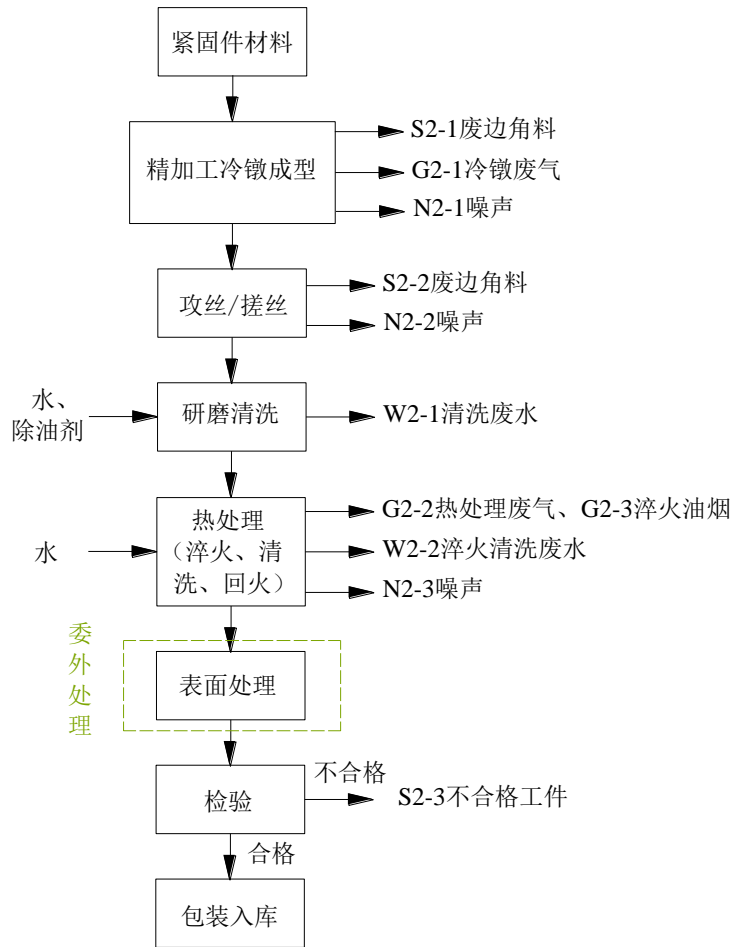 紧固件材料
精加工冷镦成型
S2-1废边角料
G2-1冷镦废气
N2-1噪声
攻丝/搓丝
S2-2废边角料
N2-2噪声
水、
除油剂
研磨清洗
W2-1清洗废水
水
热处理
（淬火、清
洗、回火）
G2-2热处理废气、G2-3淬火油烟
W2-2淬火清洗废水
N2-3噪声
委
外
处
理
表面处理
检验
不合格
S2-3不合格工件
合格
包装入库